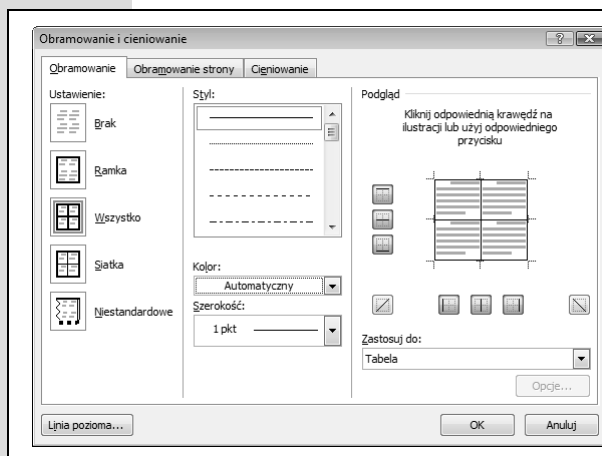 Obramowanie i cieniowanie
Obramowanie
Obramowanie strony
Cieniowanie
Ustawienie:
Brak
Ramka
Wszystko
Siatka
Niestandardowe
Styl:
Kolor:
Automatyczny
Szerokość:
1 pkt
Podgląd
Kliknij odpowiednią krawędź na
ilustracji lub użyj odpowiedniego
przycisku
Zastosuj do:
Tabela
Opcje...
Linia pozioma...
OK
Anuluj